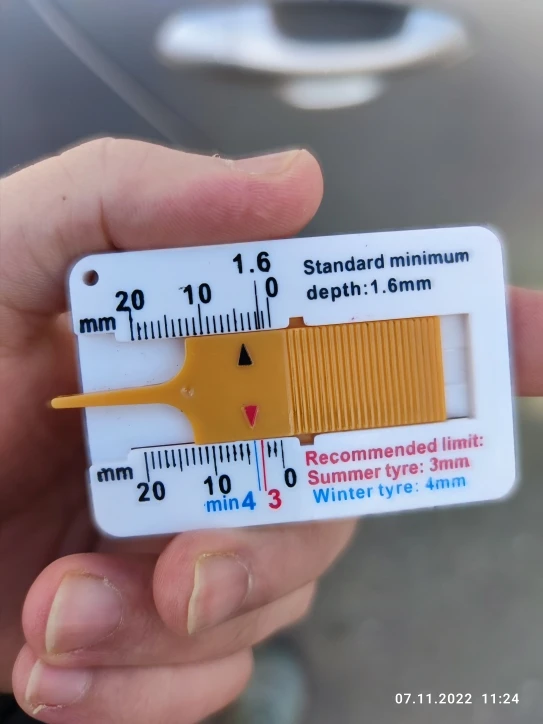 1.6
20 10 0
mm
Standard minimum
depth:1.6mm
mm
20 10 0
min4 3
Recommended limit:
Summer tyre: 3mm
Winter tyre: 4mm
07.11.2022 11:24